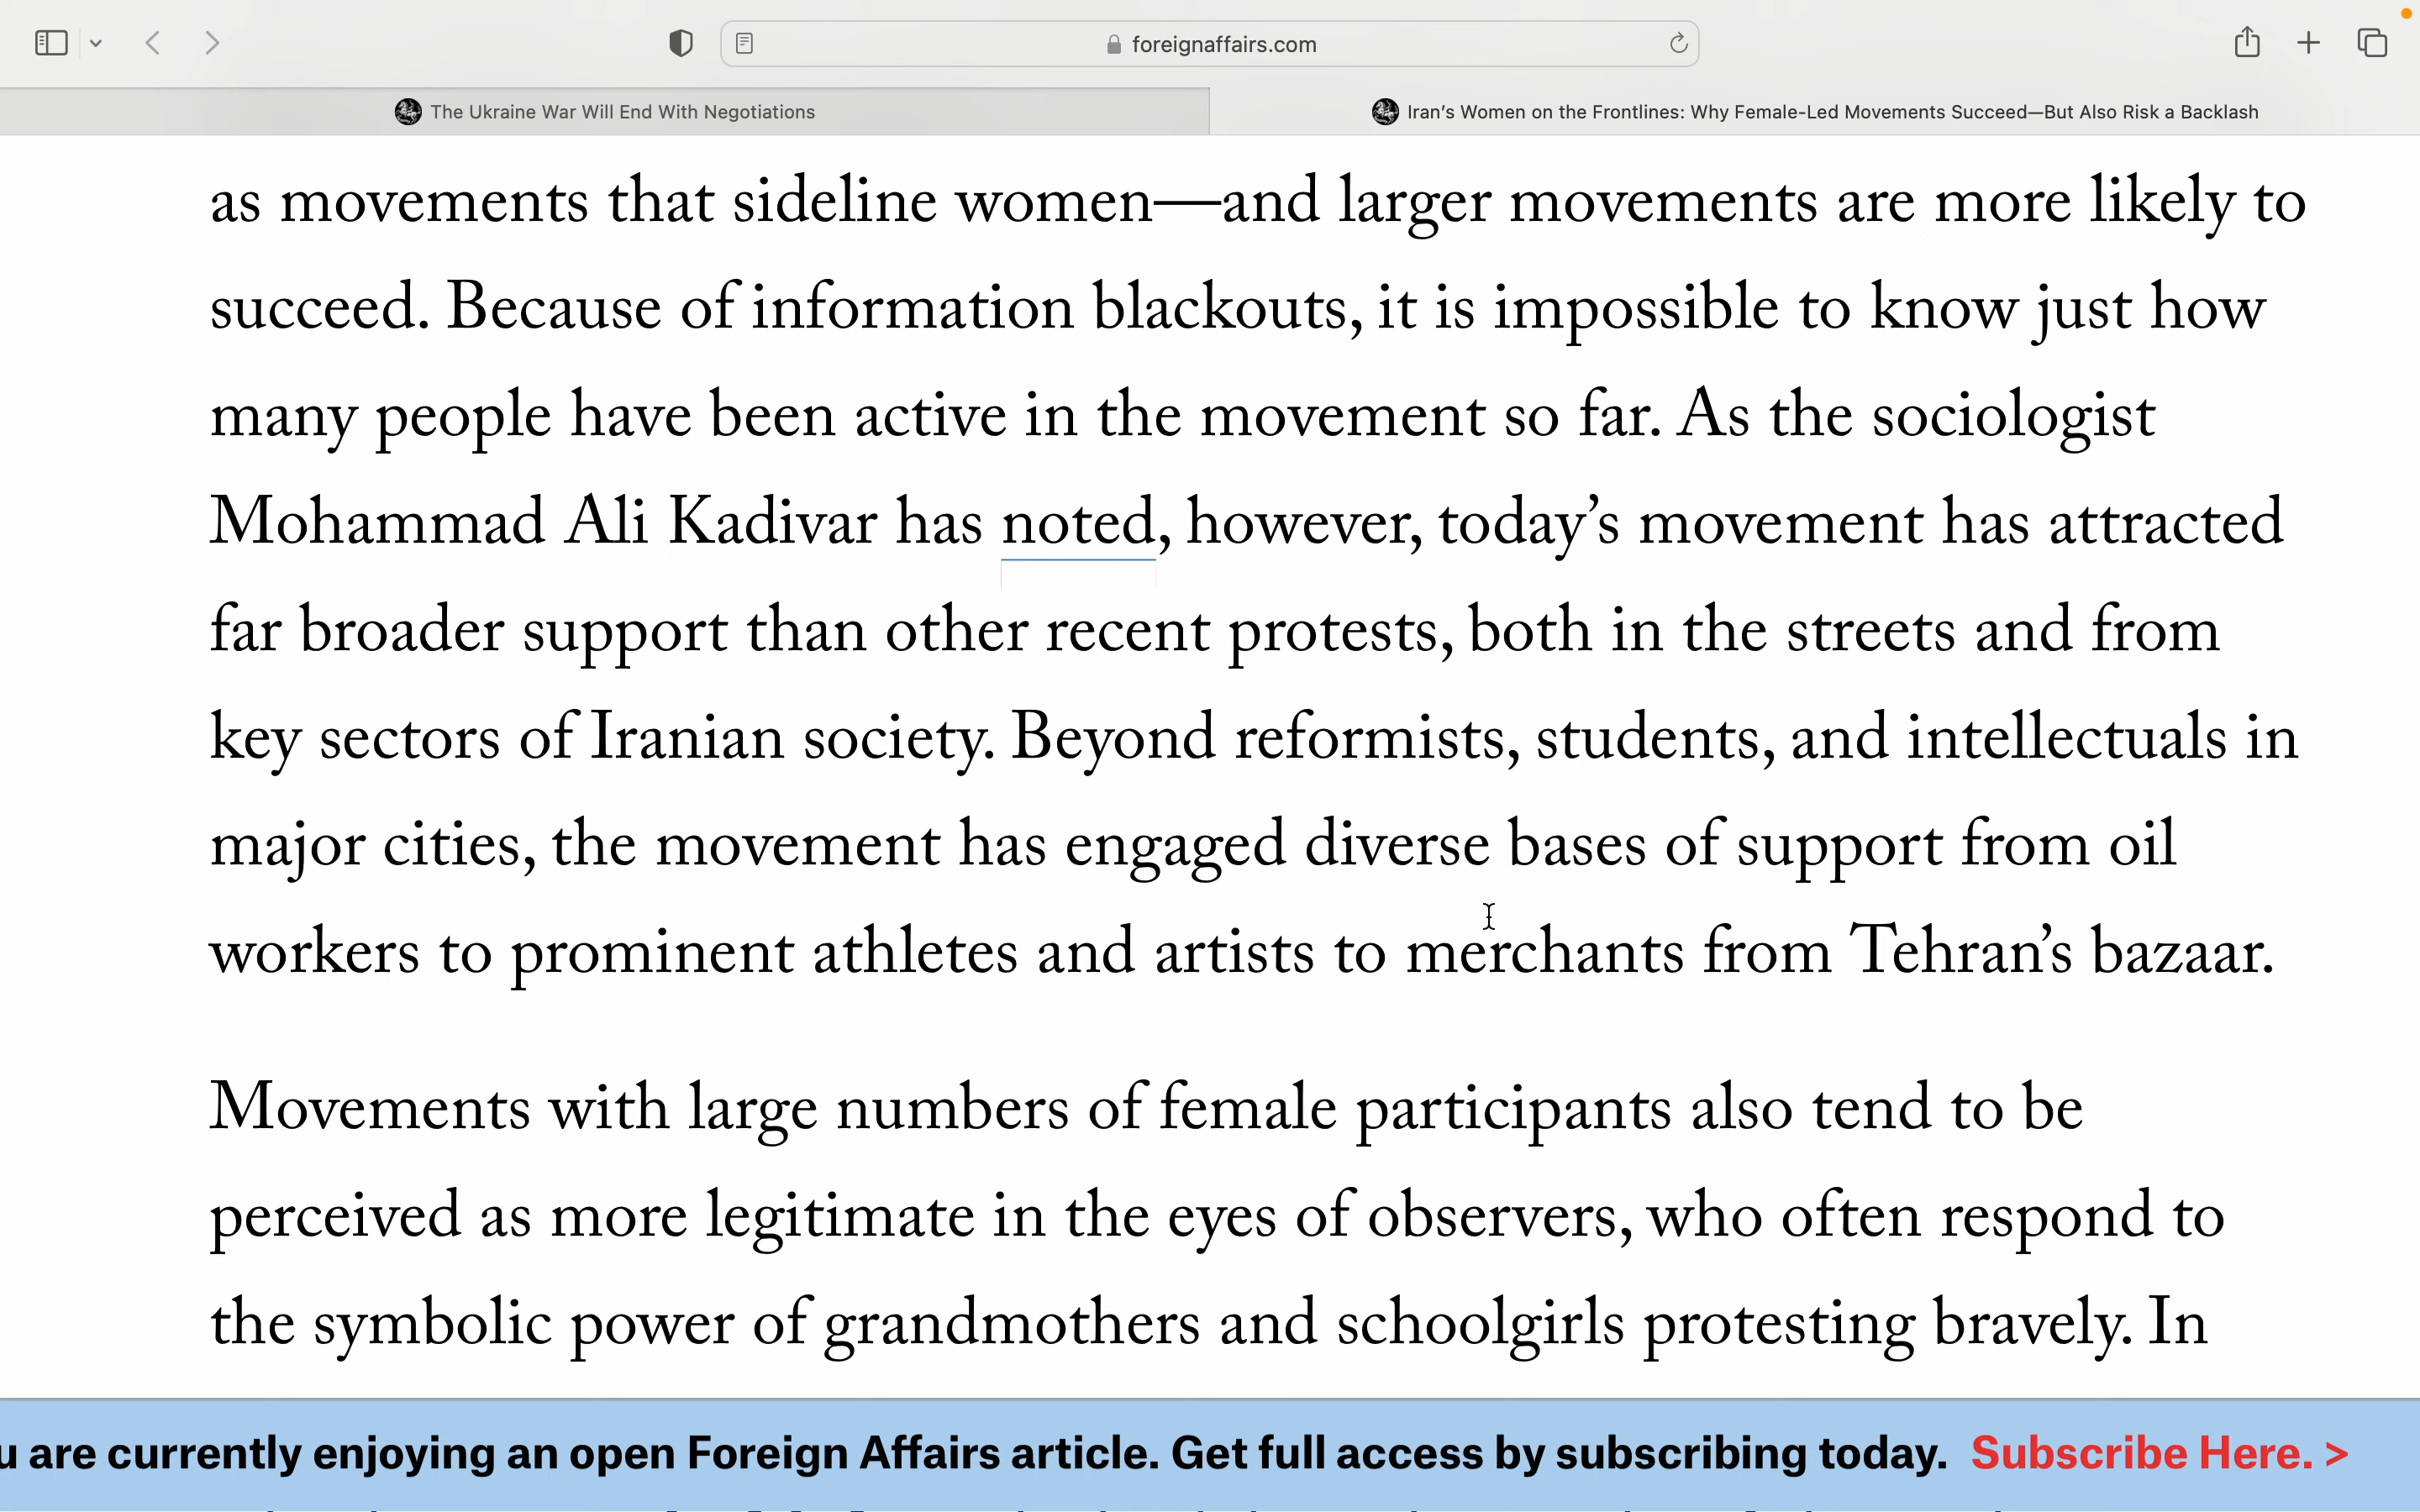 foreignaffairs.com
The Ukraine War Will End With Negotiations
Iran’s Women on the Frontlines: Why Female-Led Movements Succeed—But Also Risk a Backlash
as movements that sideline women—and larger movements are more likely to
succeed. Because of information blackouts, it is impossible to know just how
many people have been active in the movement so far. As the sociologist
Mohammad Ali Kadivar has noted, however, today’s movement has attracted
far broader support than other recent protests, both in the streets and from
key sectors of Iranian society. Beyond reformists, students, and intellectuals in
major cities, the movement has engaged diverse bases of support from oil
workers to prominent athletes and artists to merchants from Tehran’s bazaar.
Movements with large numbers of female participants also tend to be
perceived as more legitimate in the eyes of observers, who often respond to
the symbolic power of grandmothers and schoolgirls protesting bravely. In
u are currently enjoying an open Foreign Affairs article. Get full access by subscribing today. Subscribe Here. >